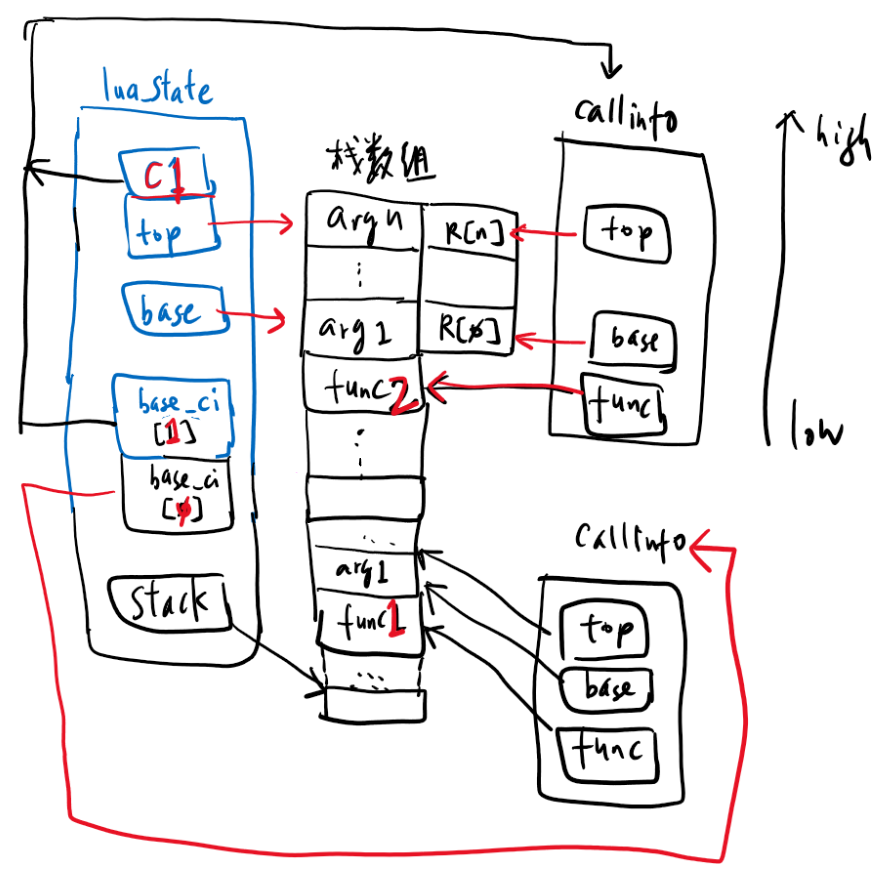 lua_state
C1
top
base
base_ci
[1]
base_ci
[0]
stack
栈数组
arg n
R[n]
⋮
arg 1
R[0]
func2
⋮
....
arg1
func1
.....
callinfo
top
base
func
callinfo
top
base
func
high
low